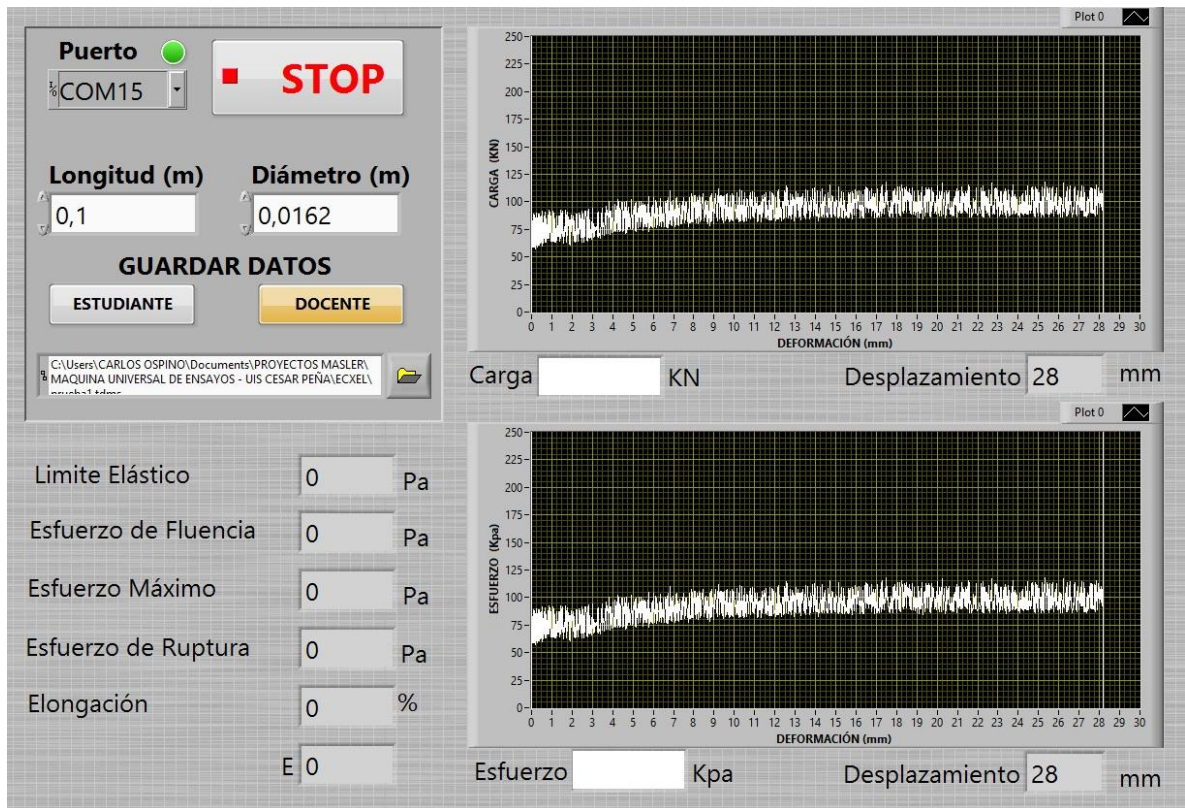 Puerto
COM15
STOP
Longitud (m)
Diámetro (m)
0,1
0,0162
GUARDAR DATOS
ESTUDIANTE
DOCENTE
C:\Users\CARLOS OSPINO\Documents\PROYECTOS MASLER\
MAQUINA UNIVERSAL DE ENSAYOS - UIS CESAR PEÑA\ECXEL\
prueba1.tdms
Plot 0
250
225
200
175
150
125
100
75
50
25
0
CARGA (KN)
0 1 2 3 4 5 6 7 8 9 10 11 12 13 14 15 16 17 18 19 20 21 22 23 24 25 26 27 28 29 30
DEFORMACIÓN (mm)
Carga KN
Desplazamiento 28 mm
Limite Elástico 0 Pa
Esfuerzo de Fluencia 0 Pa
Esfuerzo Máximo 0 Pa
Esfuerzo de Ruptura 0 Pa
Elongación 0 %
E 0
Plot 0
250
225
200
175
150
125
100
75
50
25
0
ESFUERZO (Kpa)
0 1 2 3 4 5 6 7 8 9 10 11 12 13 14 15 16 17 18 19 20 21 22 23 24 25 26 27 28 29 30
DEFORMACIÓN (mm)
Esfuerzo Kpa
Desplazamiento 28 mm